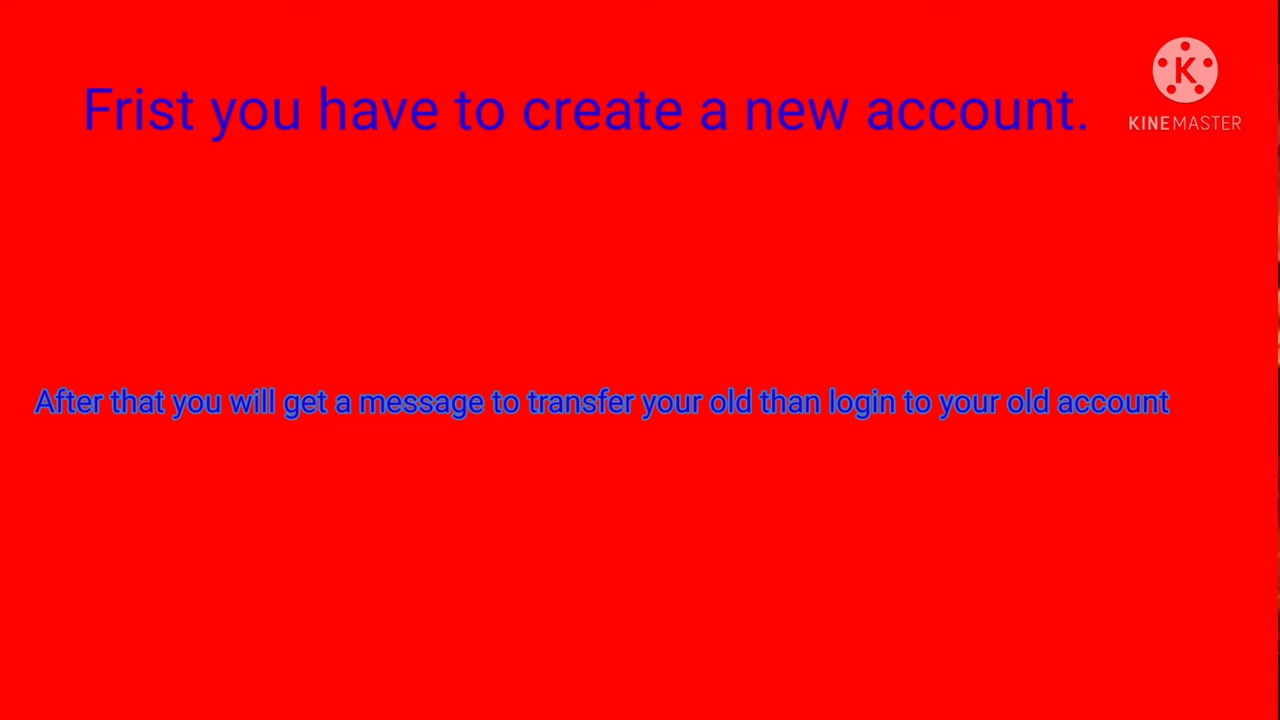 Frist you have to create a new account.
K
KINEMASTER
After that you will get a message to transfer your old than login to your old account